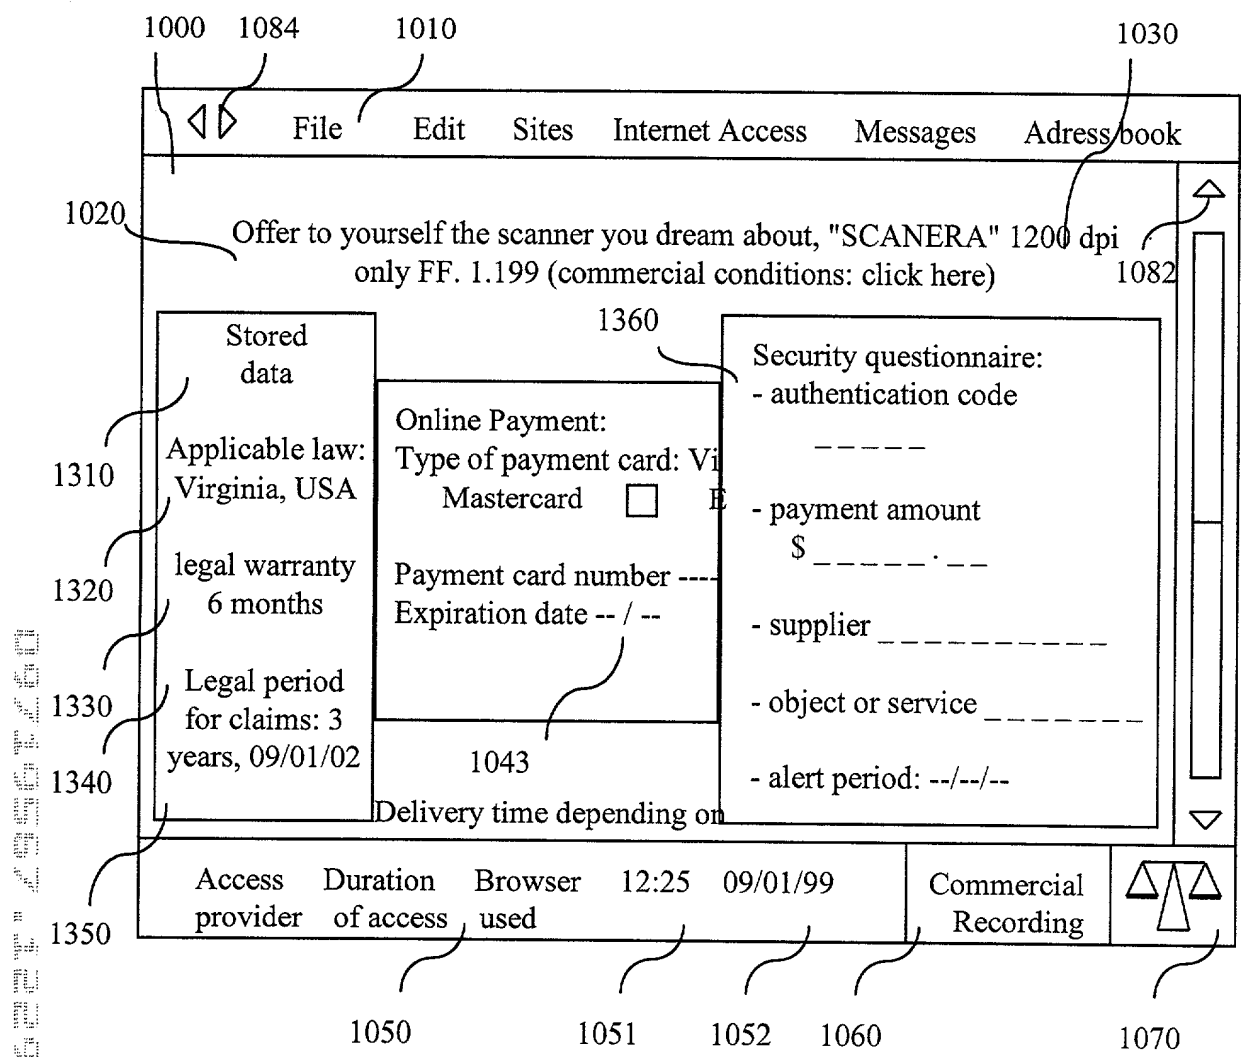 1000 1084 1010 1030
File Edit Sites Internet Access Messages Adress book
1020
Offer to yourself the scanner you dream about, "SCANERA" 1200 dpi
only FF. 1.199 (commercial conditions: click here)
1082
1360
Stored
data
Applicable law:
Virginia, USA
legal warranty
6 months
Legal period
for claims: 3
years, 09/01/02
1310
1320
1330
1340
1350
Online Payment:
Type of payment card: Vi
Mastercard E
Payment card number ----
Expiration date -- / --
1043
Delivery time depending on
Security questionnaire:
- authentication code
_ _ _ _ _
- payment amount
$ _ _ _ _ _ . _ _
- supplier _ _ _ _ _ _ _ _ _ _
- object or service _ _ _ _ _ _ _
- alert period: --/--/--
Access Duration Browser 12:25 09/01/99 Commercial
provider of access used Recording
1050 1051 1052 1060 1070